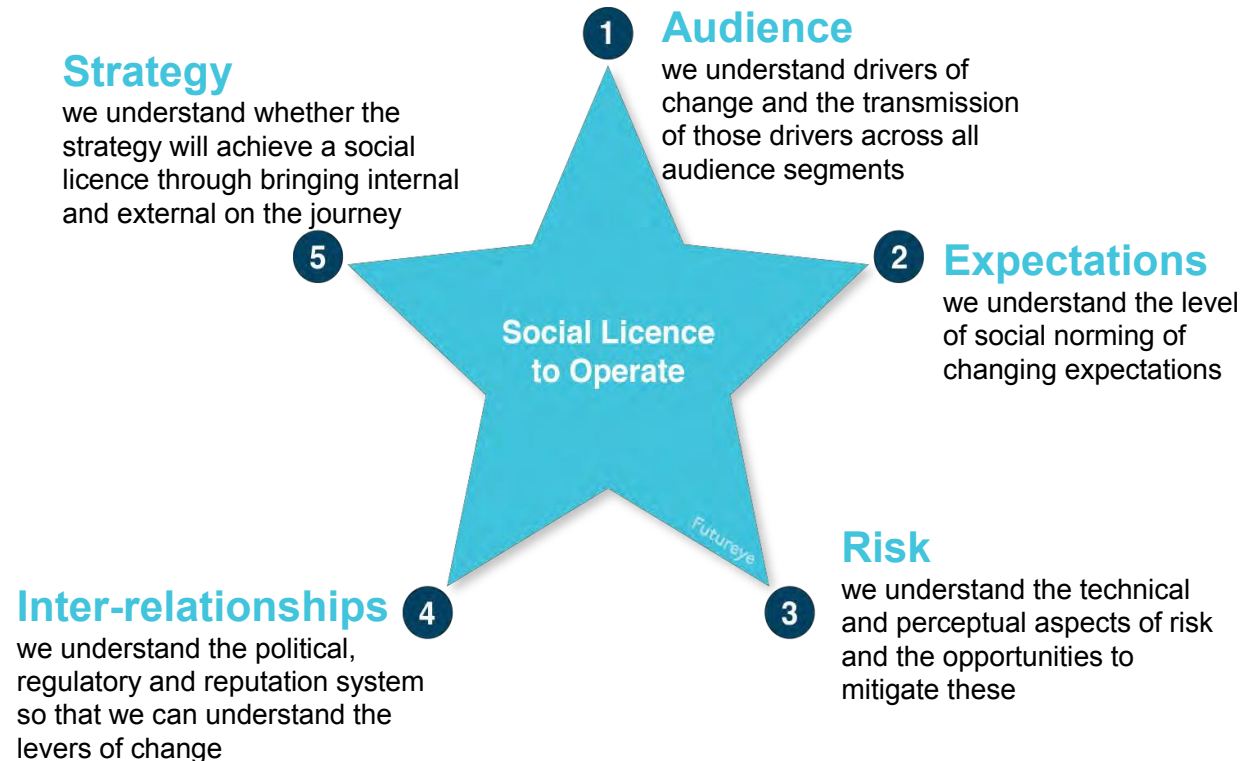 1
Audience
we understand drivers of
change and the transmission
of those drivers across all
audience segments
2
Expectations
we understand the level
of social norming of
changing expectations
3
Risk
we understand the technical
and perceptual aspects of risk
and the opportunities to
mitigate these
4
Inter-relationships
we understand the political,
regulatory and reputation system
so that we can understand the
levers of change
5
Strategy
we understand whether the
strategy will achieve a social
licence through bringing internal
and external on the journey
Social Licence
to Operate
Futureye